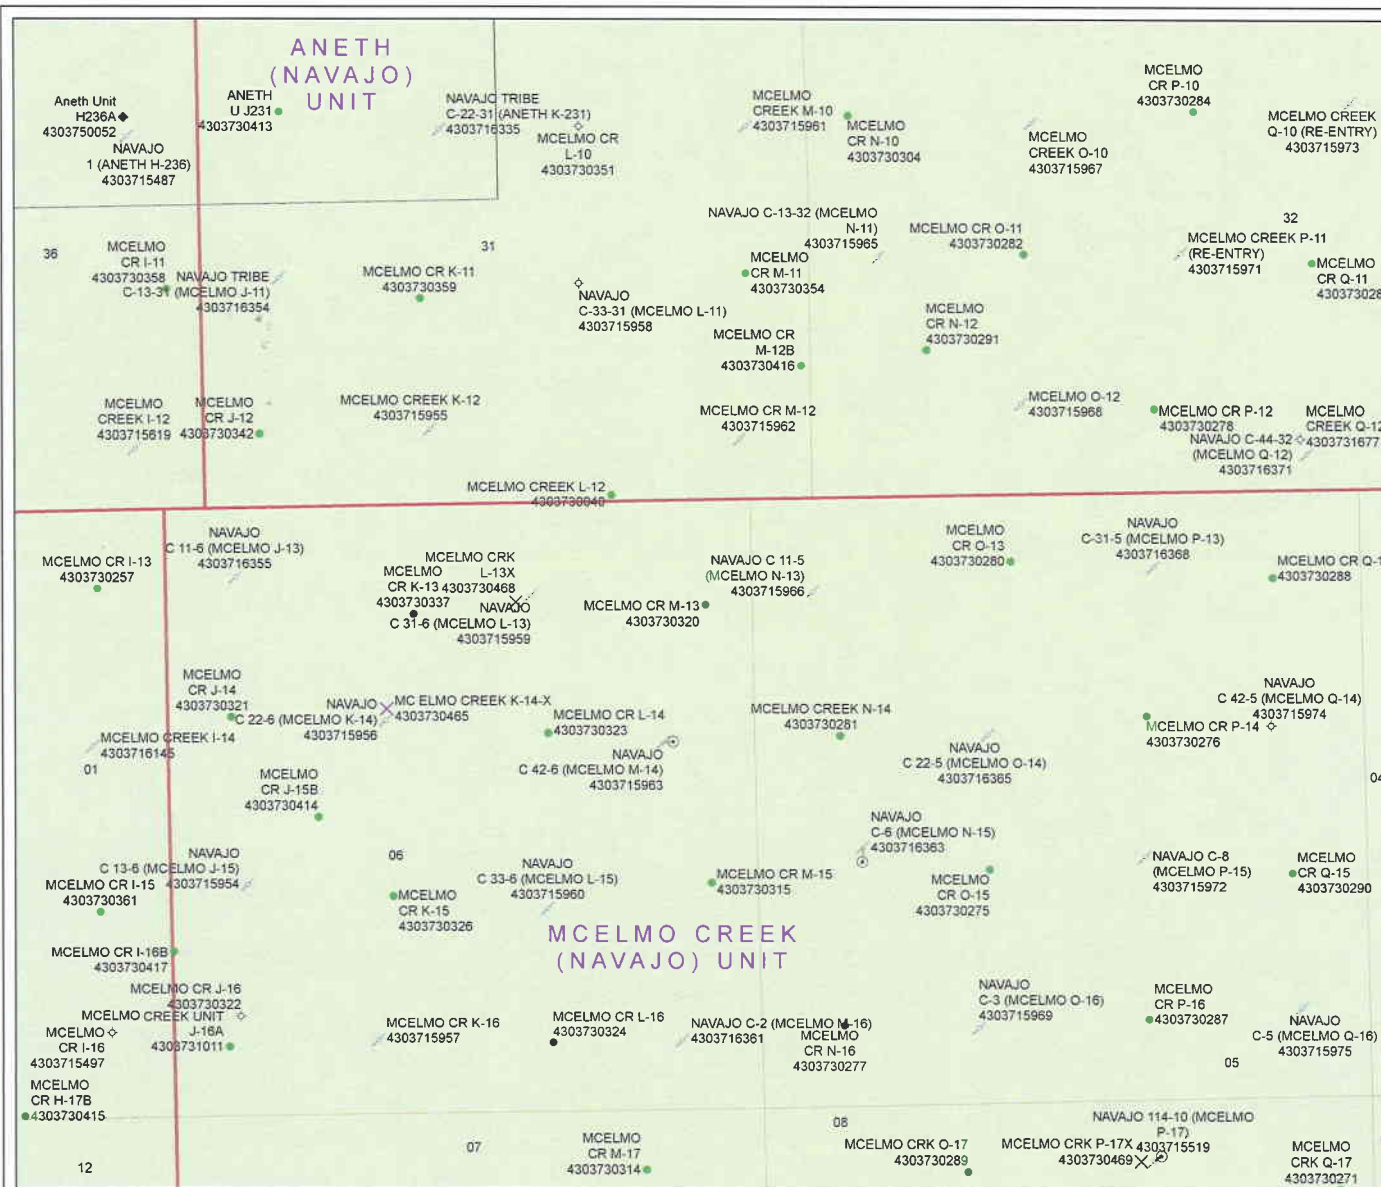 ANETH
(NAVAJO)
UNIT
Aneth Unit
H236A
4303750052
NAVAJO
1 (ANETH H-236)
4303715487
ANETH
U J231
4303730413
NAVAJO TRIBE
C-22-31 (ANETH K-231)
4303716335
MCELMO CR
L-10
4303730351
MCELMO
CREEK M-10
4303715961
MCELMO
CR N-10
4303730304
MCELMO
CREEK O-10
4303715967
MCELMO
CR P-10
4303730284
MCELMO CREEK
Q-10 (RE-ENTRY)
4303715973
36
MCELMO
CR I-11
4303730358
NAVAJO TRIBE
C-13-31 (MCELMO J-11)
4303716354
31
MCELMO CR K-11
4303730359
NAVAJO
C-33-31 (MCELMO L-11)
4303715958
NAVAJO C-13-32 (MCELMO
N-11)
4303715965
MCELMO
CR M-11
4303730354
MCELMO CR O-11
4303730282
32
MCELMO CREEK P-11
(RE-ENTRY)
4303715971
MCELMO
CR Q-11
430373028
MCELMO CR
M-12B
4303730416
MCELMO
CR N-12
4303730291
MCELMO
CREEK I-12
4303715619
MCELMO
CR J-12
4303730342
MCELMO CREEK K-12
4303715955
MCELMO CR M-12
4303715962
MCELMO O-12
4303715968
MCELMO CR P-12
4303730278
MCELMO
CREEK Q-12
4303731677
NAVAJO C-44-32
(MCELMO Q-12)
4303716371
MCELMO CREEK L-12
4303730040
MCELMO CR I-13
4303730257
NAVAJO
C 11-6 (MCELMO J-13)
4303716355
MCELMO CRK
L-13X
4303730468
MCELMO
CR K-13
4303730337
NAVAJO
C 31-6 (MCELMO L-13)
4303715959
NAVAJO C 11-5
(MCELMO N-13)
4303715966
MCELMO CR M-13
4303730320
MCELMO
CR O-13
4303730280
NAVAJO
C-31-5 (MCELMO P-13)
4303716368
MCELMO CR Q-1
4303730288
MCELMO
CR J-14
4303730321
NAVAJO
C 22-6 (MCELMO K-14)
4303715956
MC ELMO CREEK K-14-X
4303730465
MCELMO CR L-14
4303730323
NAVAJO
C 42-6 (MCELMO M-14)
4303715963
MCELMO CREEK N-14
4303730281
NAVAJO
C 22-5 (MCELMO O-14)
4303716365
NAVAJO
C 42-5 (MCELMO Q-14)
4303715974
MCELMO CR P-14
4303730276
MCELMO CREEK I-14
4303716145
01
04
MCELMO
CR J-15B
4303730414
NAVAJO
C-6 (MCELMO N-15)
4303716363
NAVAJO
C 13-6 (MCELMO J-15)
4303715954
MCELMO CR I-15
4303730361
06
MCELMO
CR K-15
4303730326
NAVAJO
C 33-6 (MCELMO L-15)
4303715960
MCELMO CR M-15
4303730315
MCELMO
CR O-15
4303730275
NAVAJO C-8
(MCELMO P-15)
4303715972
MCELMO
CR Q-15
4303730290
MCELMO CREEK
(NAVAJO) UNIT
MCELMO CR I-16B
4303730417
MCELMO CR J-16
4303730322
MCELMO CREEK UNIT
J-16A
4303731011
MCELMO
CR I-16
4303715497
MCELMO CR K-16
4303715957
MCELMO CR L-16
4303730324
NAVAJO C-2 (MCELMO M-16)
4303716361
MCELMO
CR N-16
4303730277
NAVAJO
C-3 (MCELMO O-16)
4303715969
MCELMO
CR P-16
4303730287
NAVAJO
C-5 (MCELMO Q-16)
4303715975
05
MCELMO
CR H-17B
4303730415
12
07
MCELMO
CR M-17
4303730314
08
MCELMO CRK O-17
4303730289
MCELMO CRK P-17X
4303730469
NAVAJO 114-10 (MCELMO
P-17)
4303715519
MCELMO
CRK Q-17
4303730271